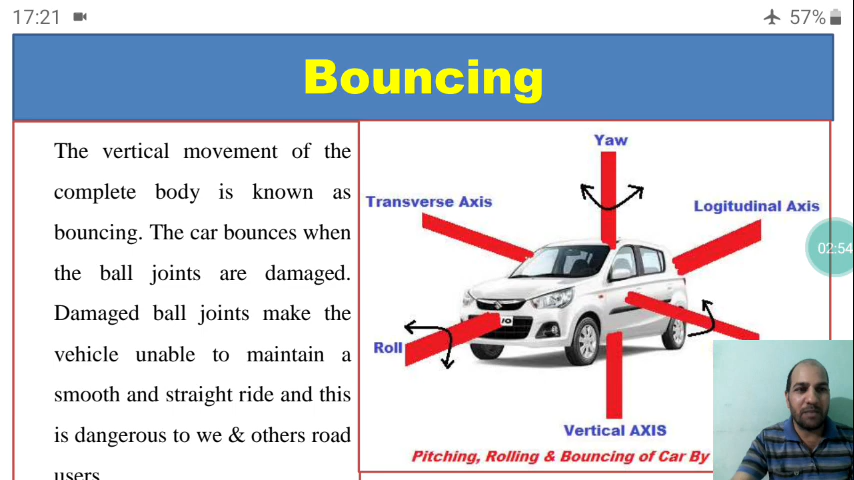 17:21
57%
Bouncing
The vertical movement of the
complete body is known as
bouncing. The car bounces when
the ball joints are damaged.
Damaged ball joints make the
vehicle unable to maintain a
smooth and straight ride and this
is dangerous to we & others road
users
Yaw
Transverse Axis
Logitudinal Axis
02:54
Roll
Vertical AXIS
Pitching, Rolling & Bouncing of Car By